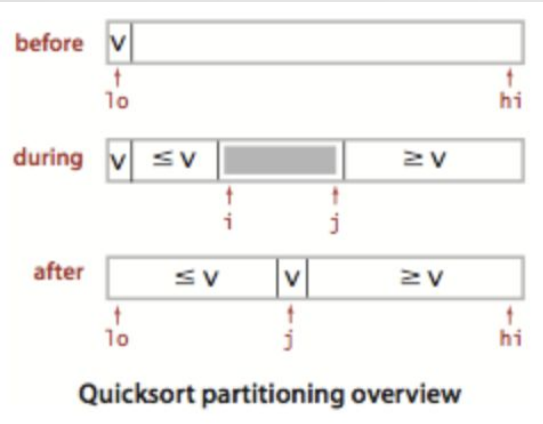 before v
lo hi
during v ≤ v ≥ v
i j
after ≤ v v ≥ v
lo j hi
Quicksort partitioning overview